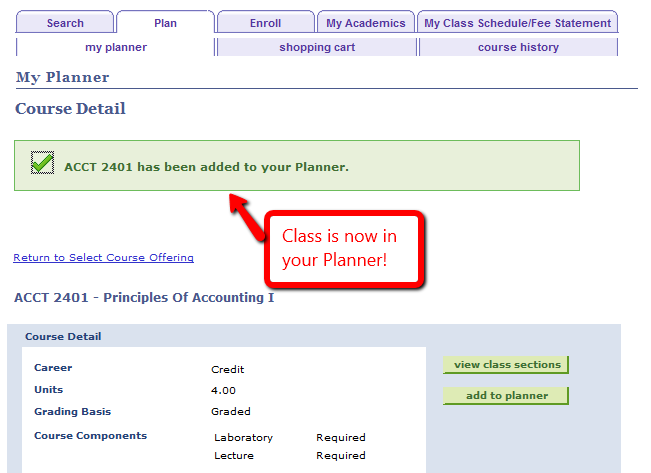 Search Plan Enroll My Academics My Class Schedule/Fee Statement
my planner shopping cart course history
My Planner
Course Detail
ACCT 2401 has been added to your Planner.
Class is now in
your Planner!
Return to Select Course Offering
ACCT 2401 - Principles Of Accounting I
Course Detail
Career Credit
view class sections
Units 4.00
add to planner
Grading Basis Graded
Course Components Laboratory Required
Lecture Required